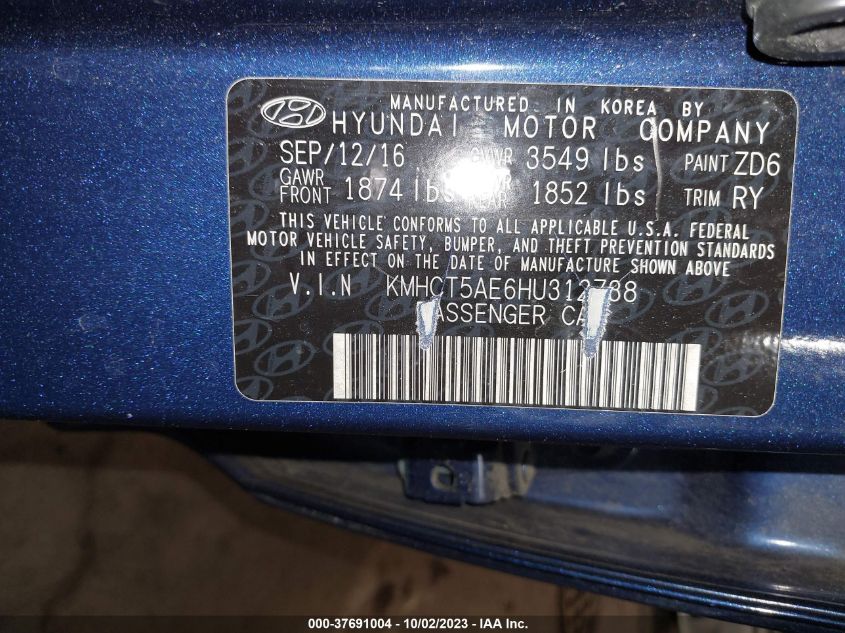 MANUFACTURED IN KOREA BY
HYUNDAI MOTOR COMPANY
SEP/12/16 GVWR 3549 lbs PAINT ZD6
GAWR FRONT 1874 lbs 1852 lbs TRIM RY
THIS VEHICLE CONFORMS TO ALL APPLICABLE U.S.A. FEDERAL
MOTOR VEHICLE SAFETY, BUMPER, AND THEFT PREVENTION STANDARDS
IN EFFECT ON THE DATE OF MANUFACTURE SHOWN ABOVE
V.I.N KMHCT5AE6HU312788
PASSENGER CAR
000-37691004 - 10/02/2023 - IAA Inc.